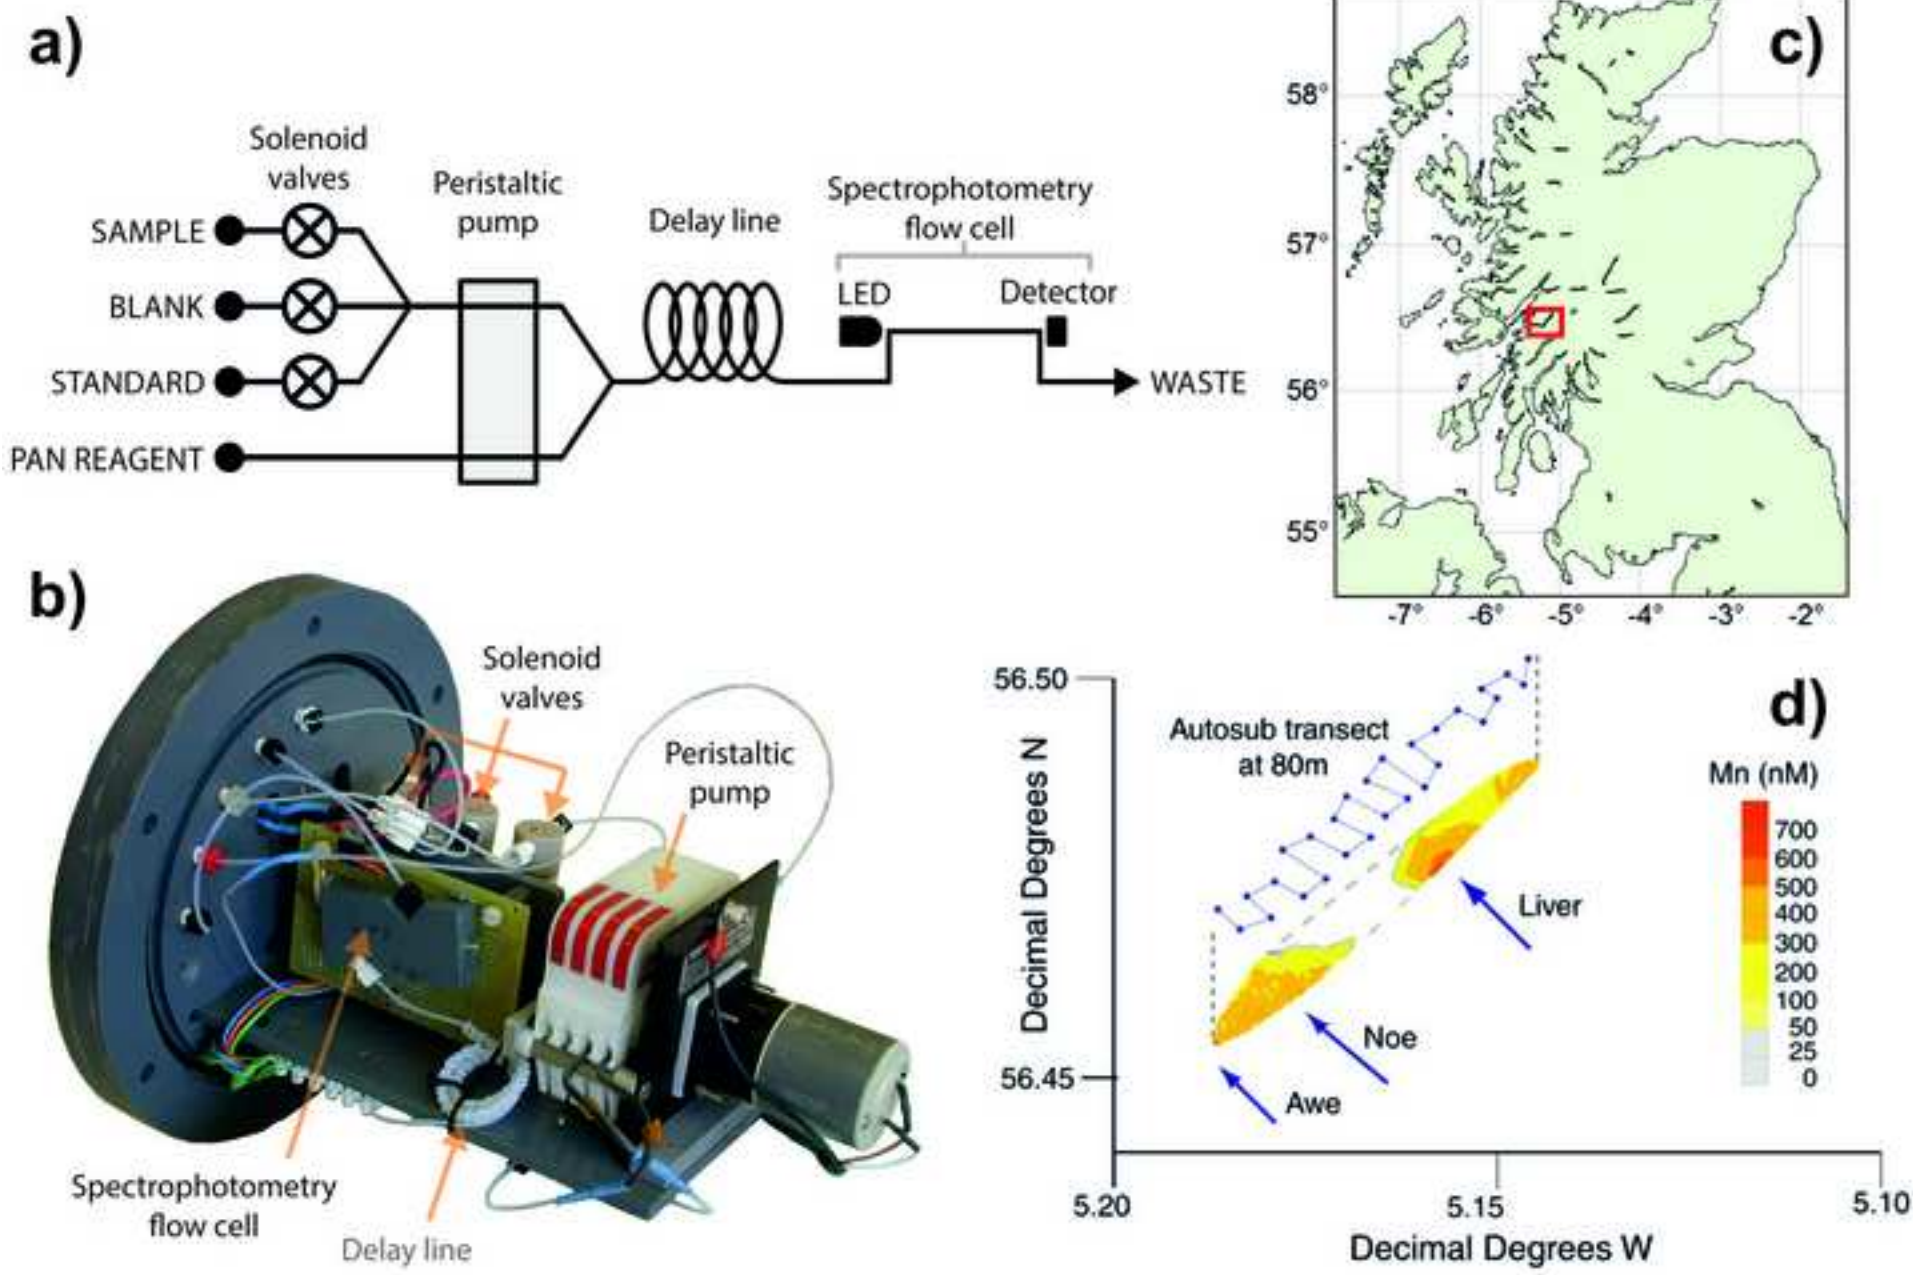 a)
Solenoid
valves
Peristaltic
pump
Delay line
Spectrophotometry
flow cell
LED
Detector
SAMPLE
BLANK
STANDARD
PAN REAGENT
WASTE
b)
Solenoid
valves
Peristaltic
pump
Spectrophotometry
flow cell
Delay line
c)
58°
57°
56°
55°
-7°
-6°
-5°
-4°
-3°
-2°
d)
56.50
56.45
Decimal Degrees N
Autosub transect
at 80m
Liver
Noe
Awe
Mn (nM)
700
600
500
400
300
200
100
50
25
0
5.20
5.15
5.10
Decimal Degrees W